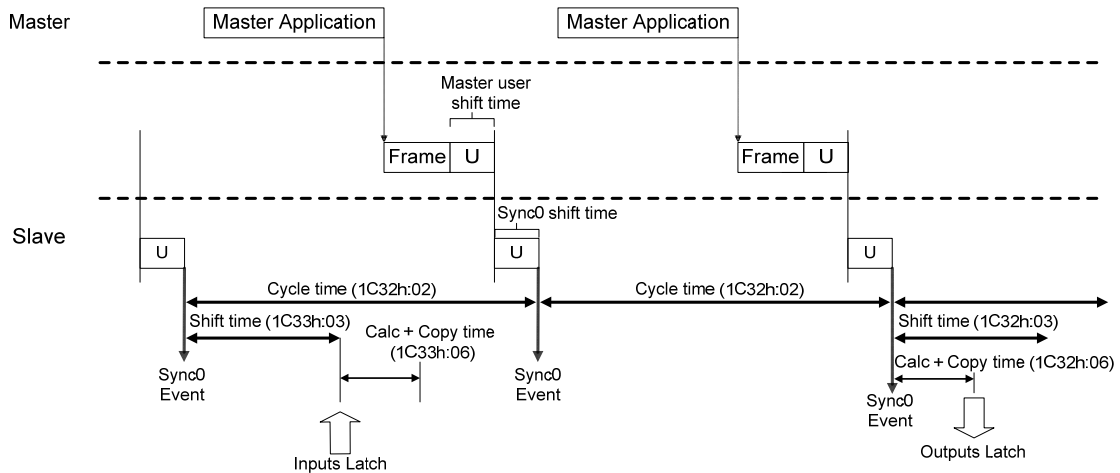 Master
Master Application
Master Application
Master user
shift time
Frame
U
Frame
U
Sync0 shift time
Slave
U
U
U
Cycle time (1C32h:02)
Cycle time (1C32h:02)
Shift time (1C33h:03)
Shift time (1C32h:03)
Calc + Copy time
(1C33h:06)
Calc + Copy time (1C32h:06)
Sync0
Event
Sync0
Event
Sync0
Event
Inputs Latch
Outputs Latch